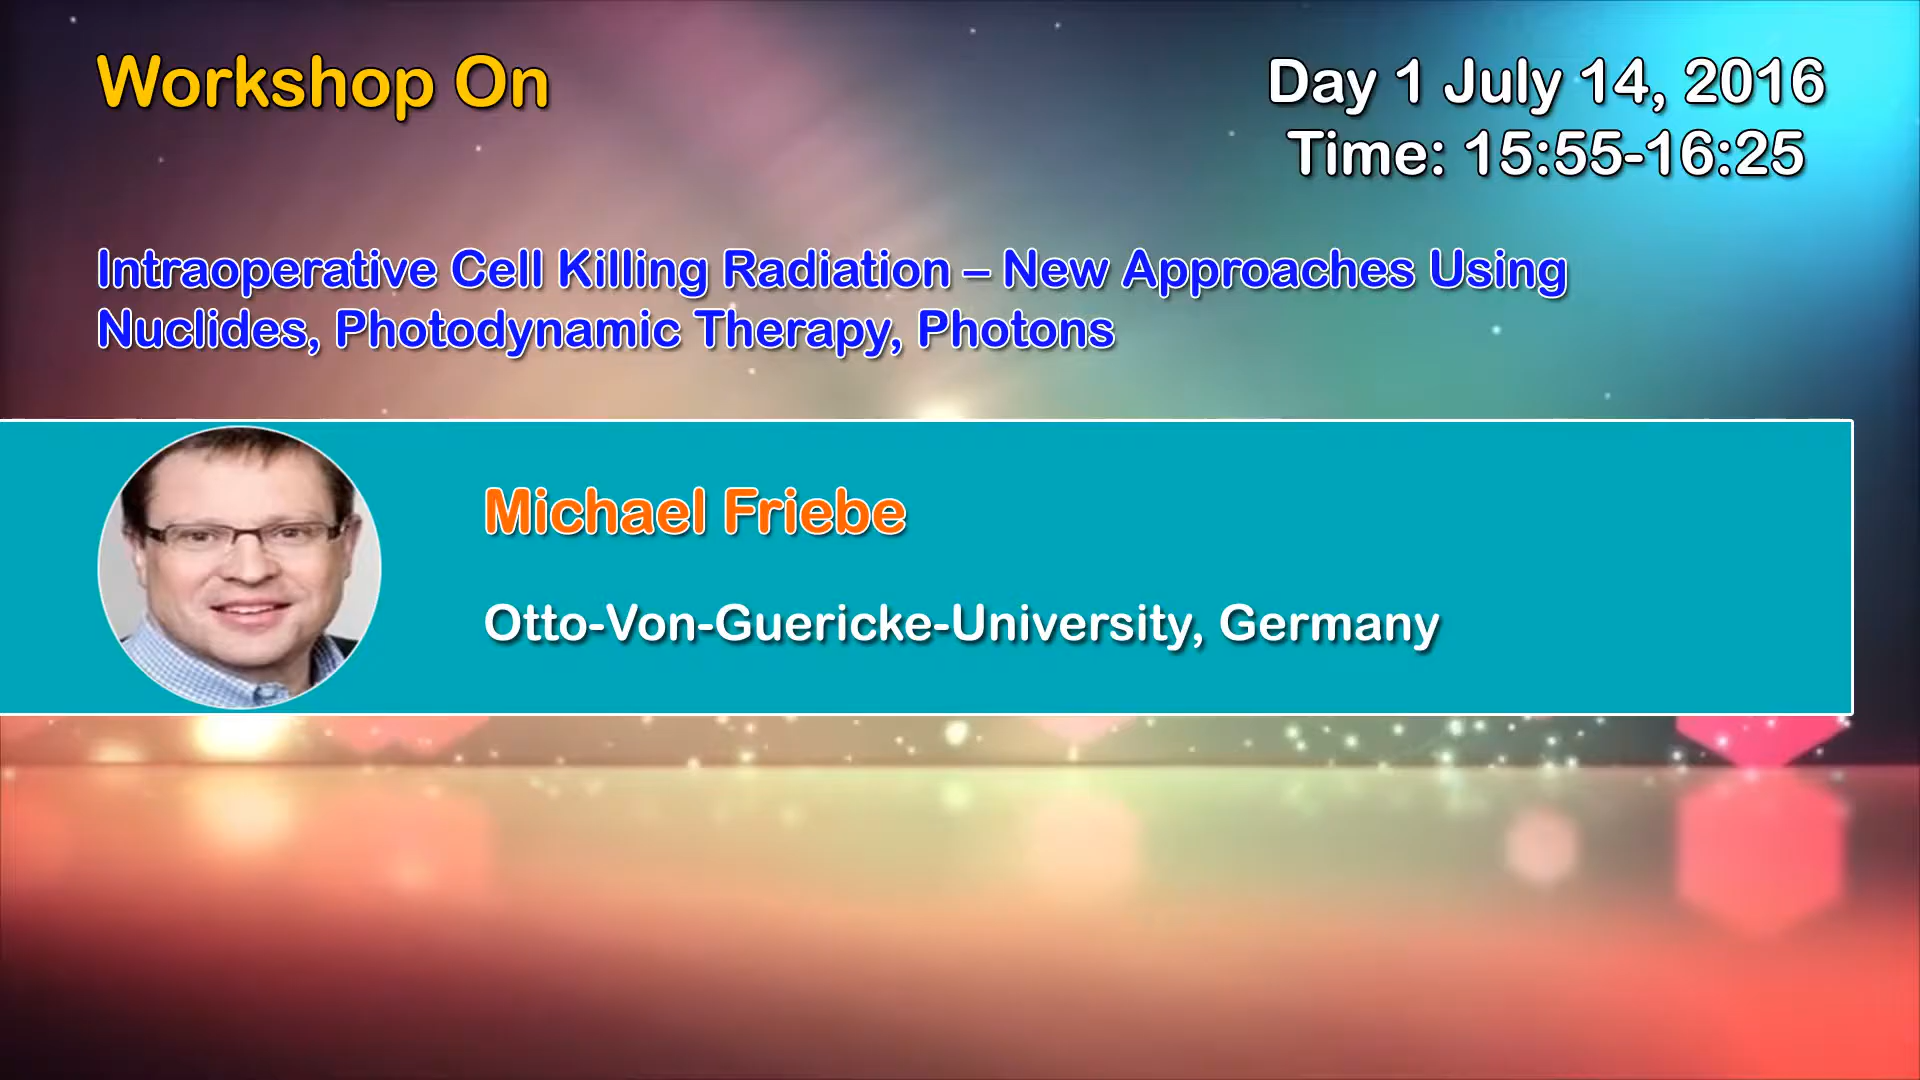 Workshop On
Day 1 July 14, 2016
Time: 15:55-16:25
Intraoperative Cell Killing Radiation – New Approaches Using
Nuclides, Photodynamic Therapy, Photons
Michael Friebe
Otto-Von-Guericke-University, Germany